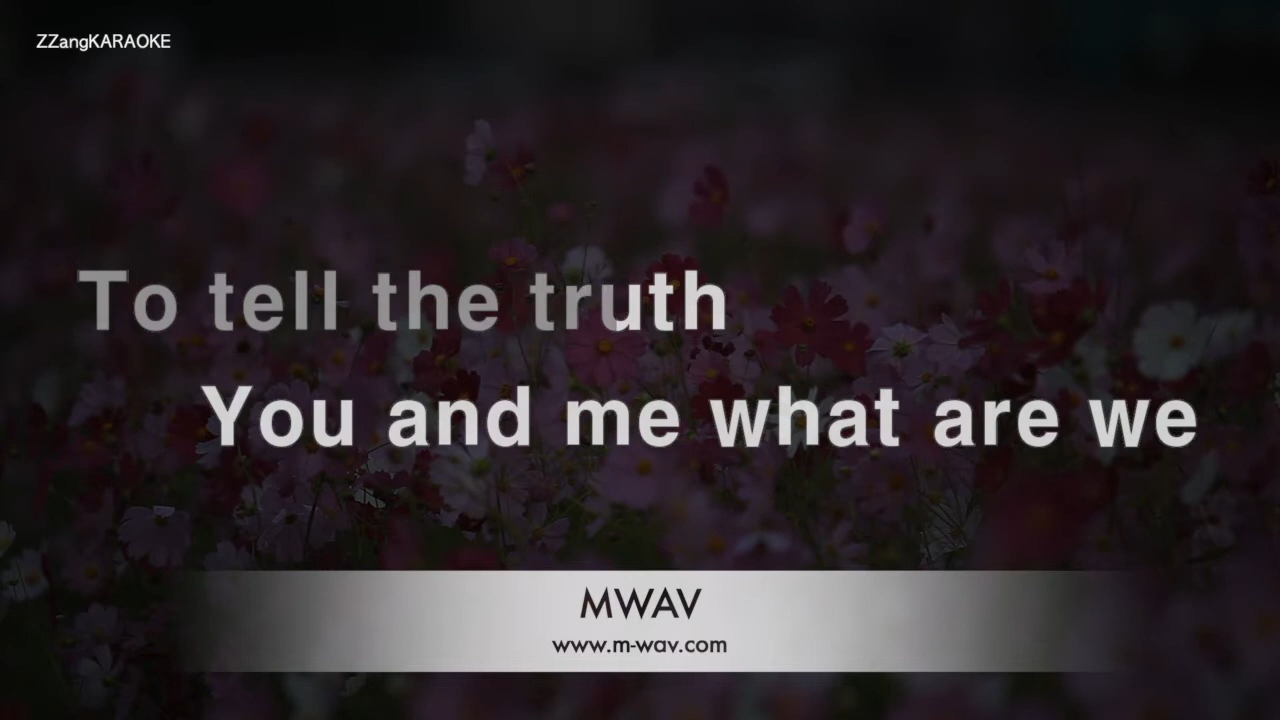 ZZangKARAOKE
To tell the truth
You and me what are we
MWAV
www.m-wav.com